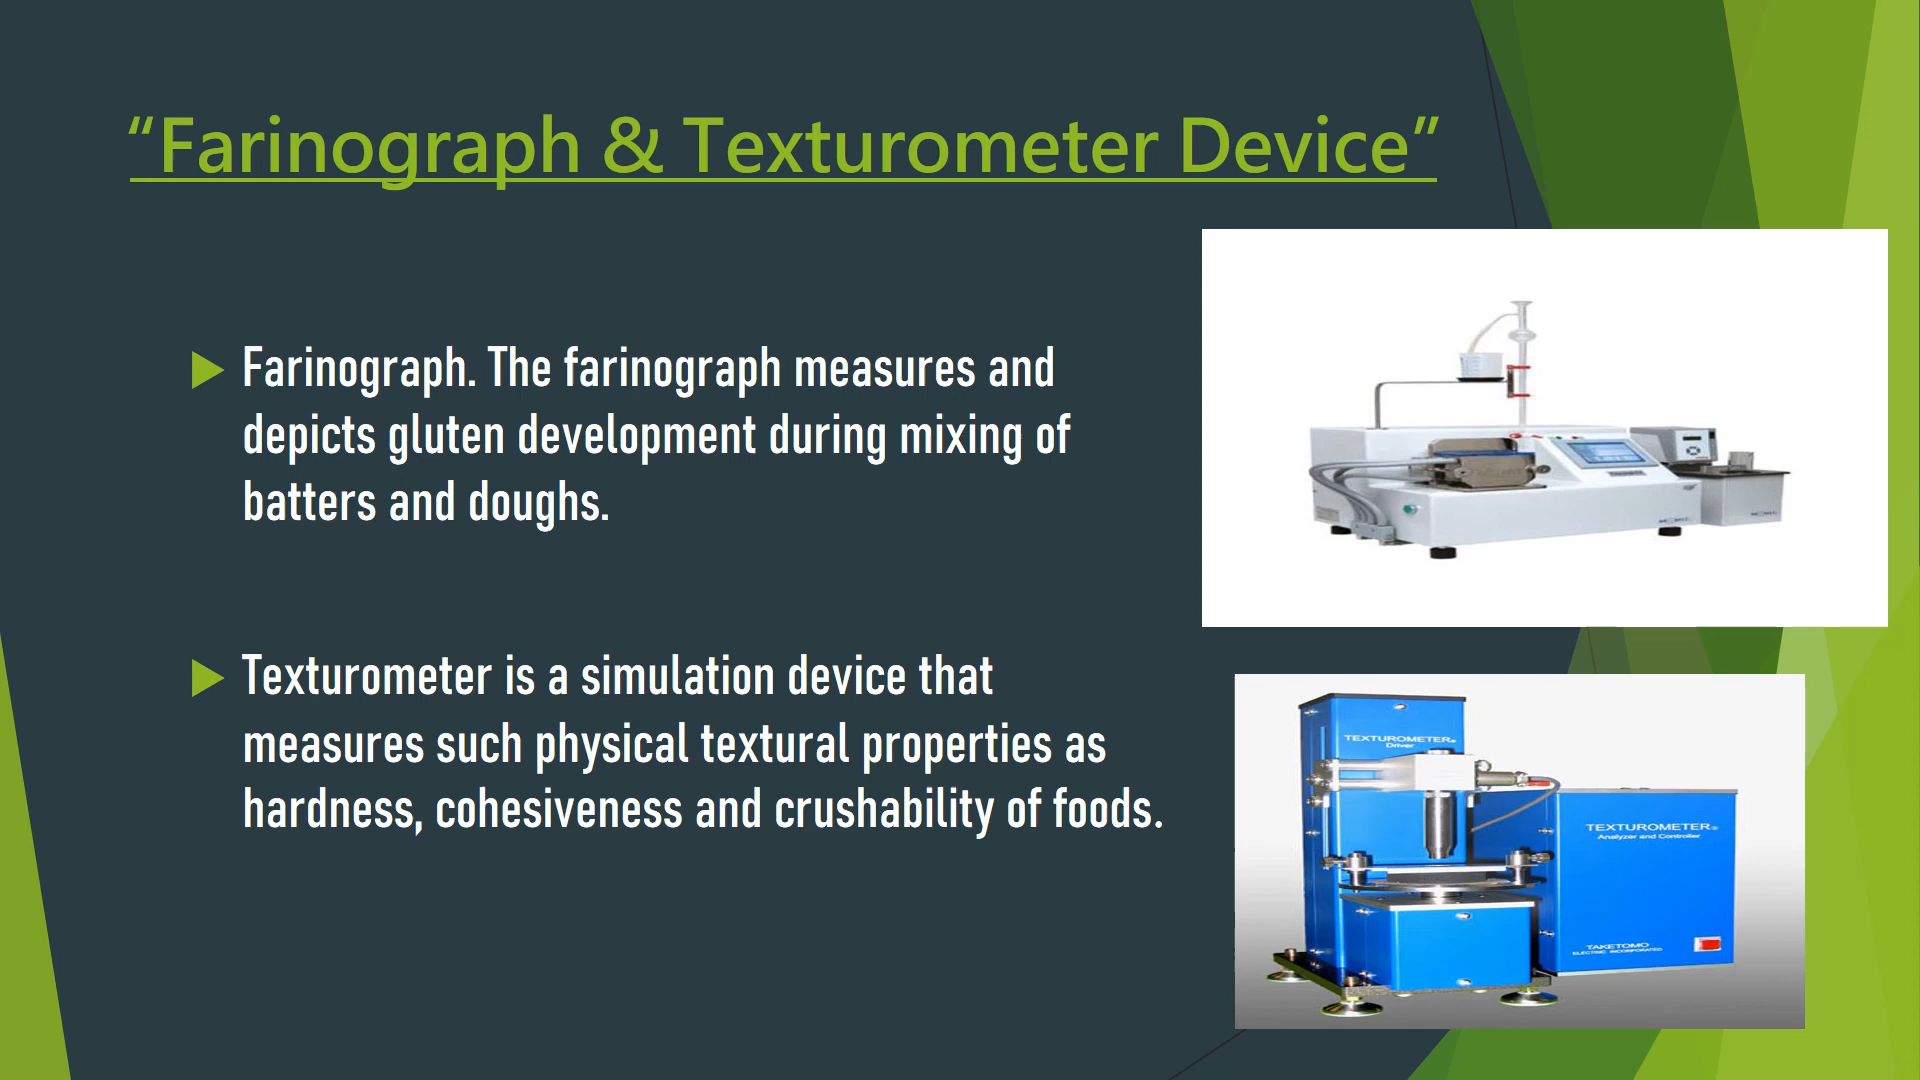 “Farinograph & Texturometer Device”
Farinograph. The farinograph measures and
depicts gluten development during mixing of
batters and doughs.
Texturometer is a simulation device that
measures such physical textural properties as
hardness, cohesiveness and crushability of foods.
TEXTUROMETER®
Driver
TEXTUROMETER®
Analyzer and Controller
TAKETOMO
ELECTRIC INCORPORATED